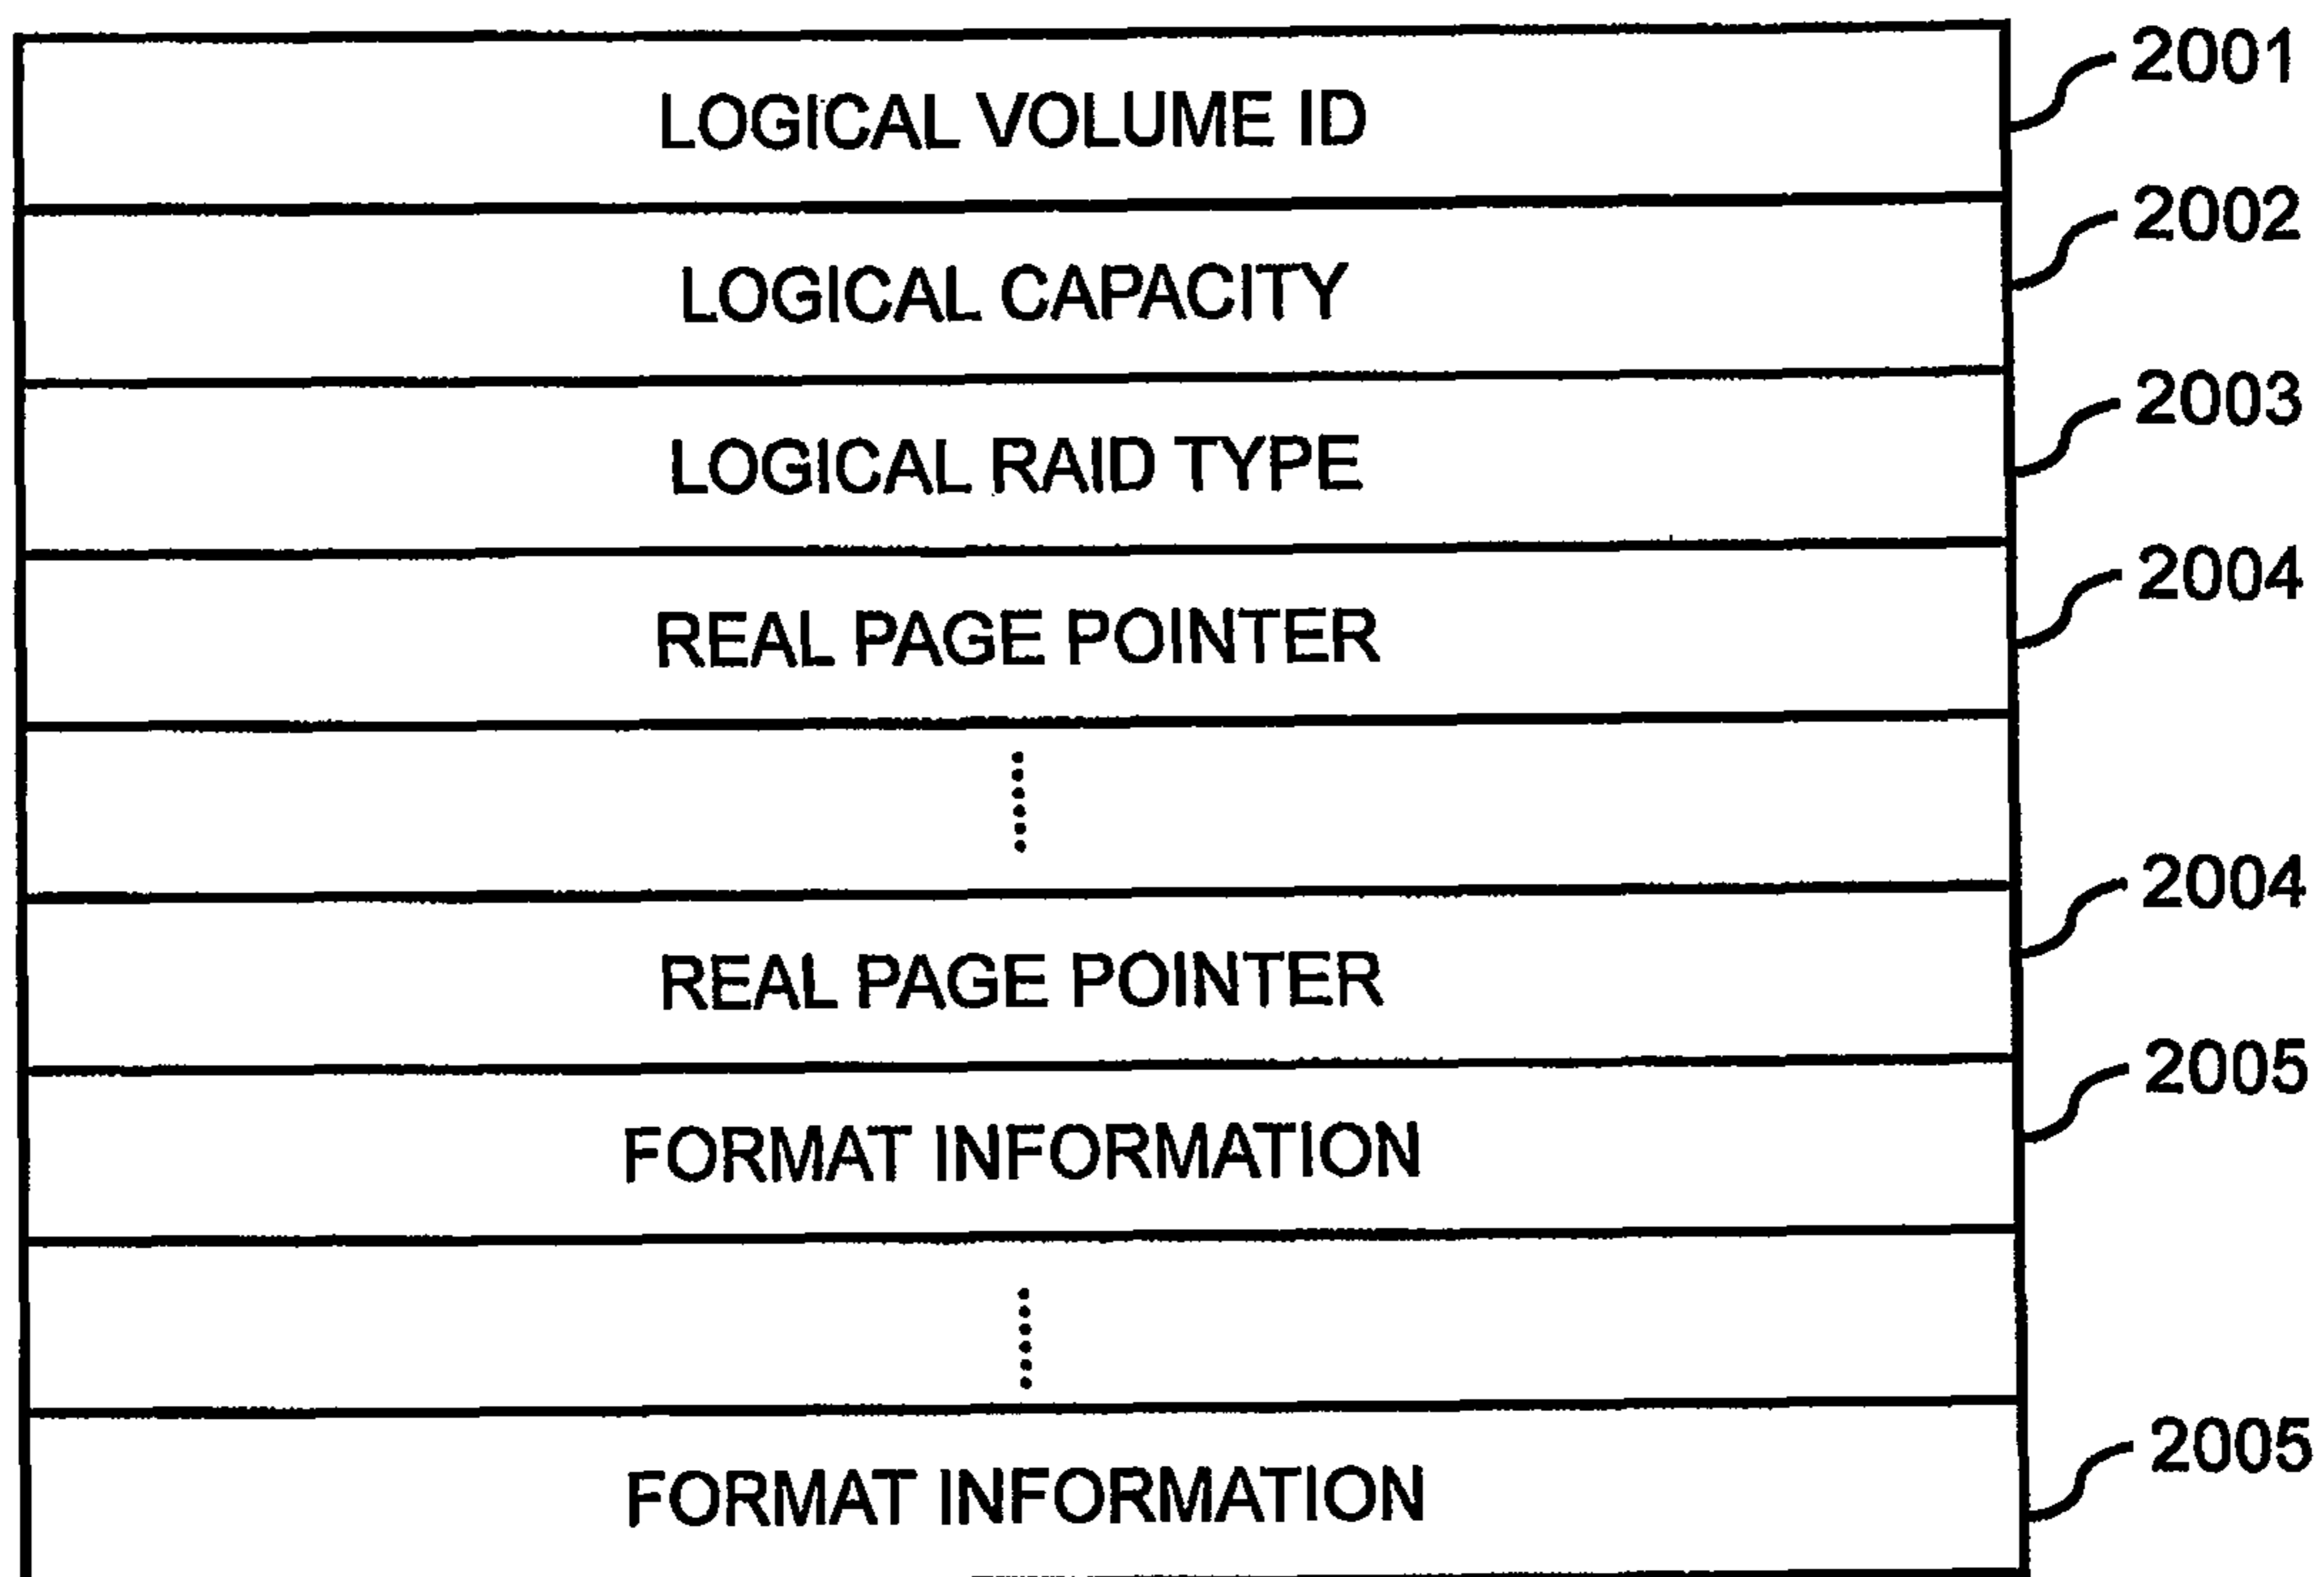 LOGICAL VOLUME ID 2001
LOGICAL CAPACITY 2002
LOGICAL RAID TYPE 2003
REAL PAGE POINTER 2004
REAL PAGE POINTER 2004
FORMAT INFORMATION 2005
FORMAT INFORMATION 2005